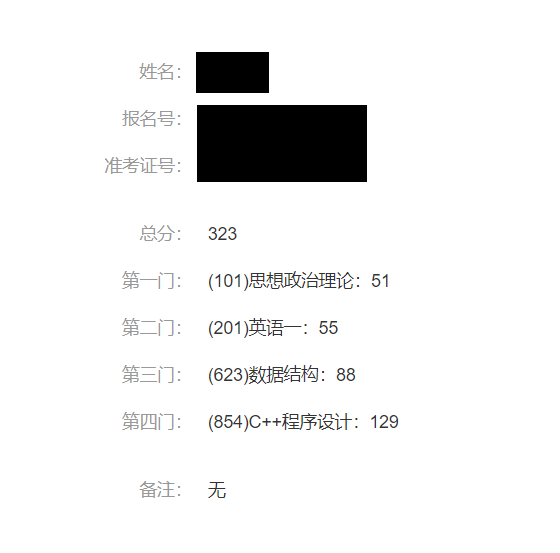 姓名：
报名号：
准考证号：
总分： 323
第一门： (101)思想政治理论：51
第二门： (201)英语一：55
第三门： (623)数据结构：88
第四门： (854)C++程序设计：129
备注： 无